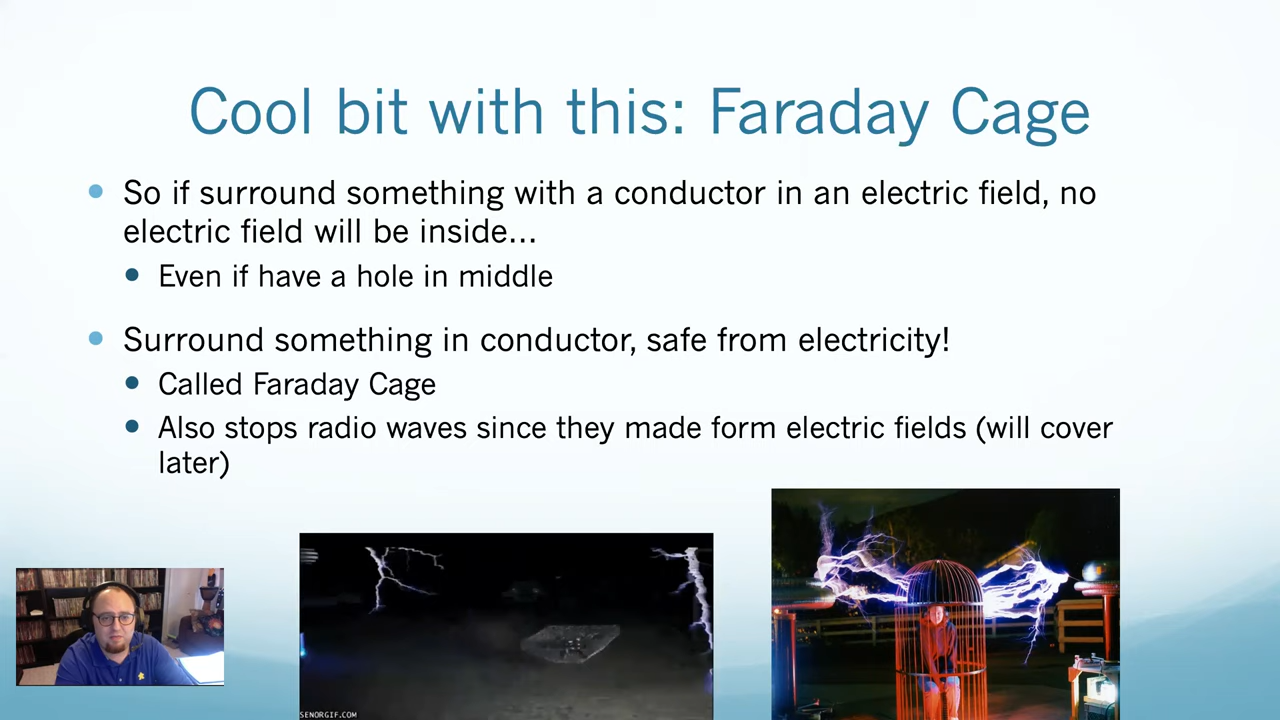 Cool bit with this: Faraday Cage
So if surround something with a conductor in an electric field, no
electric field will be inside...
Even if have a hole in middle
Surround something in conductor, safe from electricity!
Called Faraday Cage
Also stops radio waves since they made form electric fields (will cover
later)
SENORGIF.COM